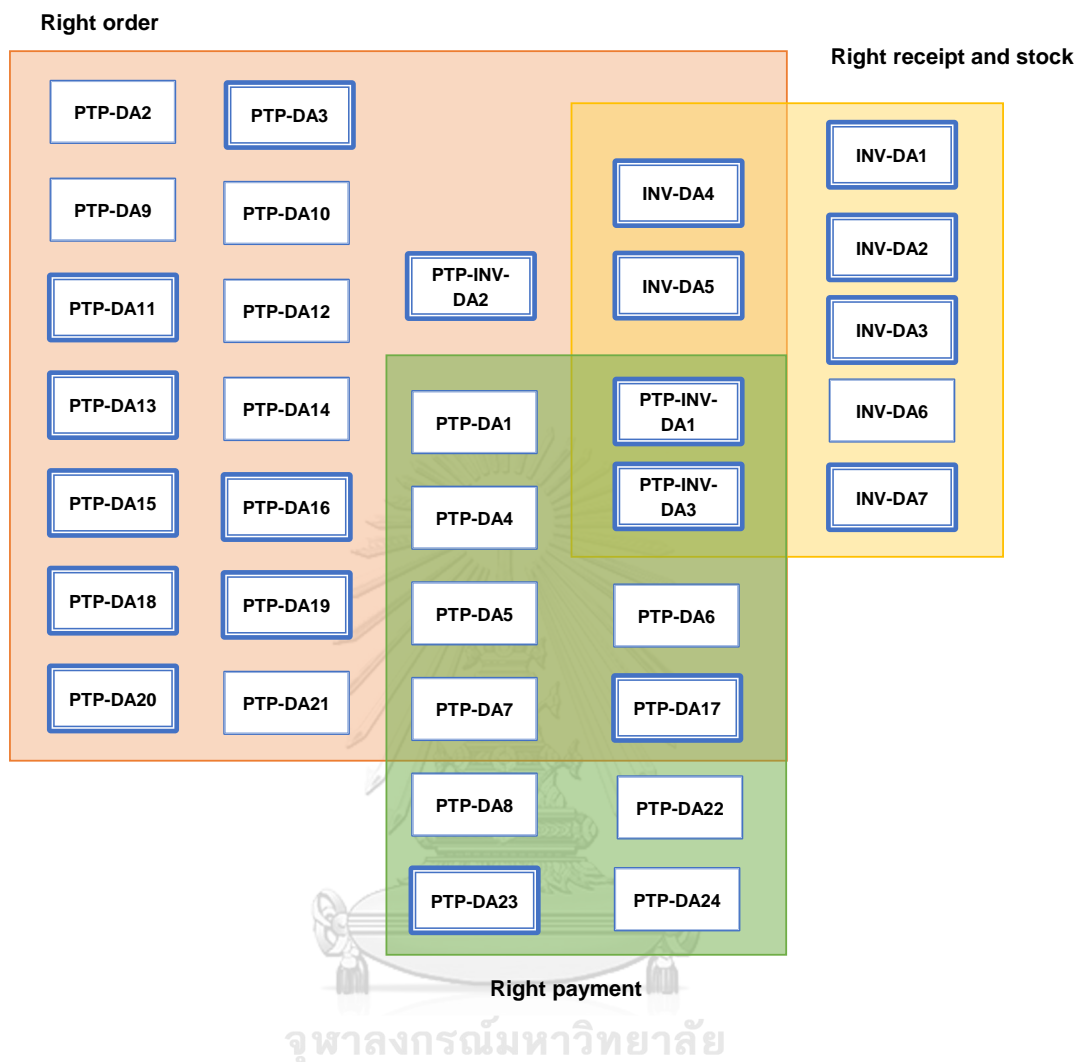 Right order
Right receipt and stock
PTP-DA2
PTP-DA3
INV-DA1
INV-DA4
PTP-DA9
PTP-DA10
INV-DA2
PTP-INV-
DA2
INV-DA5
PTP-DA11
PTP-DA12
INV-DA3
PTP-DA13
PTP-DA14
PTP-DA1
PTP-INV-
DA1
INV-DA6
PTP-DA15
PTP-DA16
PTP-DA4
PTP-INV-
DA3
INV-DA7
PTP-DA18
PTP-DA19
PTP-DA5
PTP-DA6
PTP-DA20
PTP-DA21
PTP-DA7
PTP-DA17
PTP-DA8
PTP-DA22
PTP-DA23
PTP-DA24
Right payment
จุฬาลงกรณ์มหาวิทยาลัย